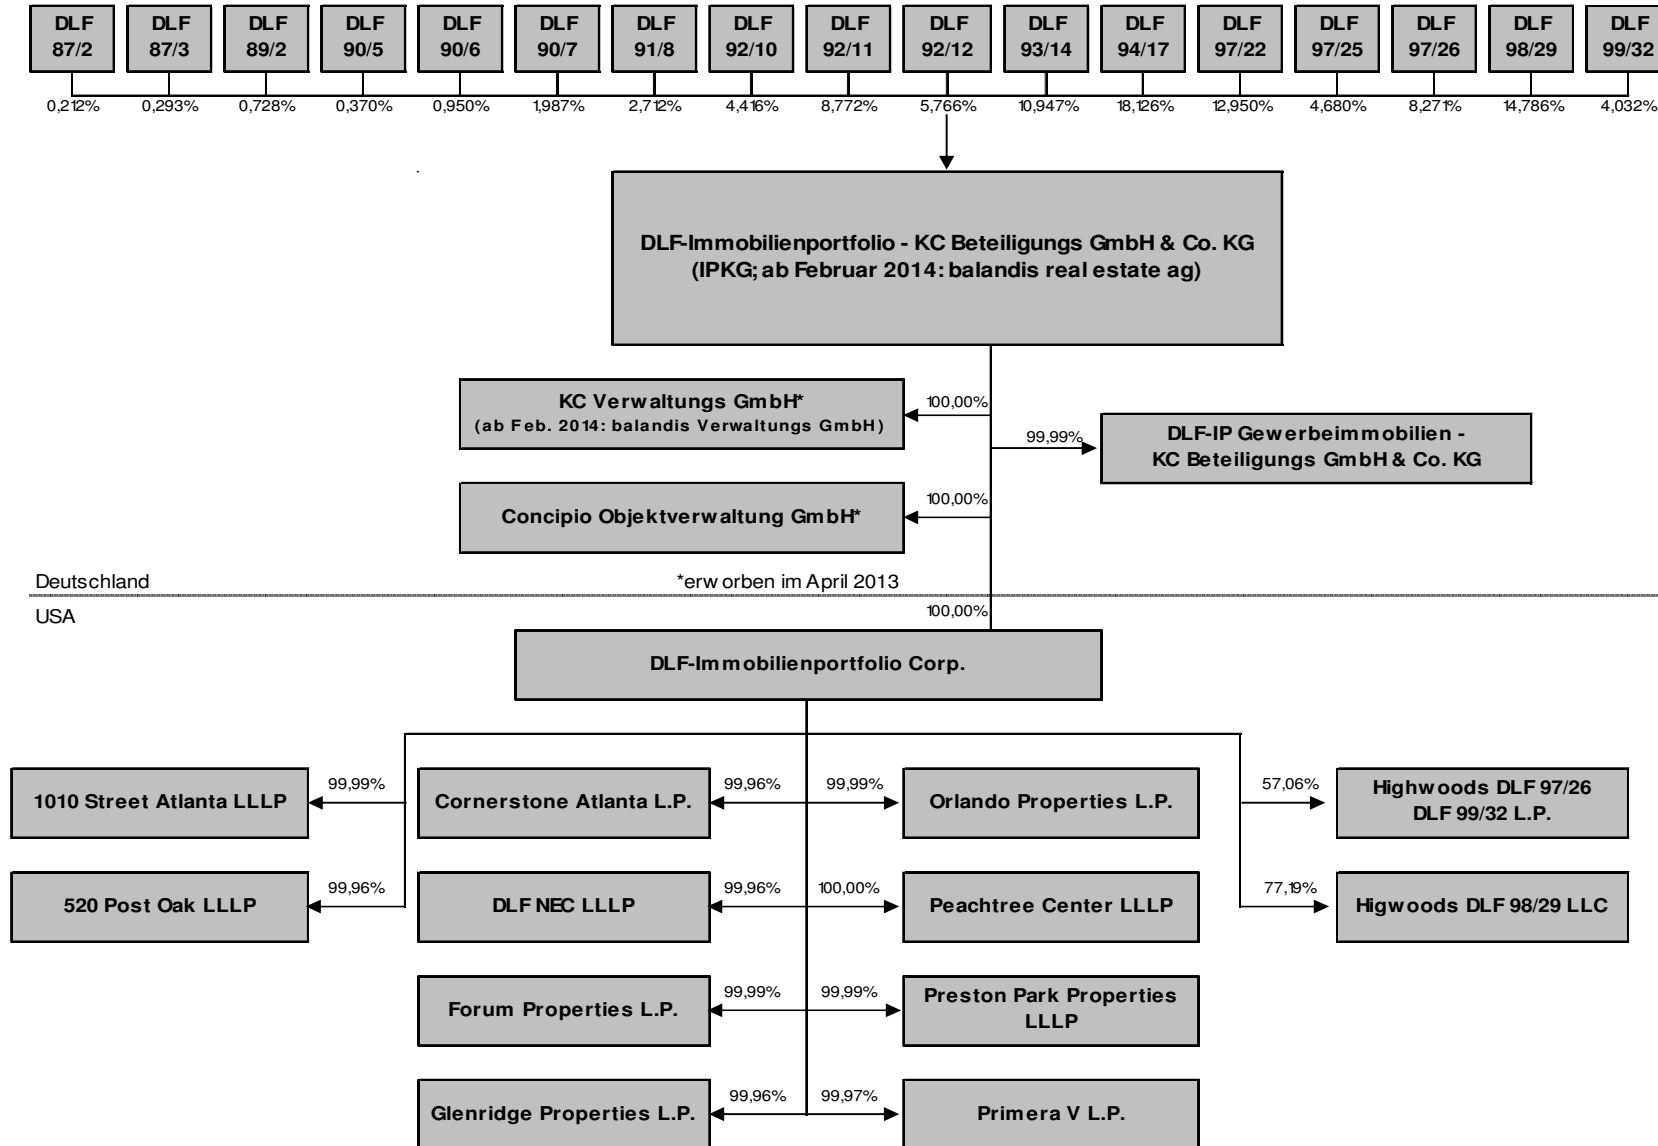 DLF DLF DLF DLF DLF DLF DLF DLF DLF DLF DLF DLF DLF DLF DLF DLF DLF
87/2 87/3 89/2 90/5 90/6 90/7 91/8 92/10 92/11 92/12 93/14 94/17 97/22 97/25 97/26 98/29 99/32
0,212% 0,293% 0,728% 0,370% 0,950% 1,987% 2,712% 4,416% 8,772% 5,766% 10,947% 18,126% 12,950% 4,680% 8,271% 14,786% 4,032%
DLF-Immobilienportfolio - KC Beteiligungs GmbH & Co. KG
(IPKG; ab Februar 2014: balandis real estate ag)
KC Verwaltungs GmbH*
(ab Feb. 2014: balandis Verwaltungs GmbH)
100,00%
99,99%
DLF-IP Gewerbeimmobilien -
KC Beteiligungs GmbH & Co. KG
Concipio Objektverwaltung GmbH*
100,00%
Deutschland
*erworben im April 2013
USA
100,00%
DLF-Immobilienportfolio Corp.
1010 Street Atlanta LLLP
99,99%
Cornerstone Atlanta L.P.
99,96%
99,99%
Orlando Properties L.P.
57,06%
Highwoods DLF 97/26
DLF 99/32 L.P.
520 Post Oak LLLP
99,96%
DLF NEC LLLP
99,96%
100,00%
Peachtree Center LLLP
77,19%
Higwoods DLF 98/29 LLC
Forum Properties L.P.
99,99%
99,99%
Preston Park Properties
LLLP
Glenridge Properties L.P.
99,96%
99,97%
Primera V L.P.